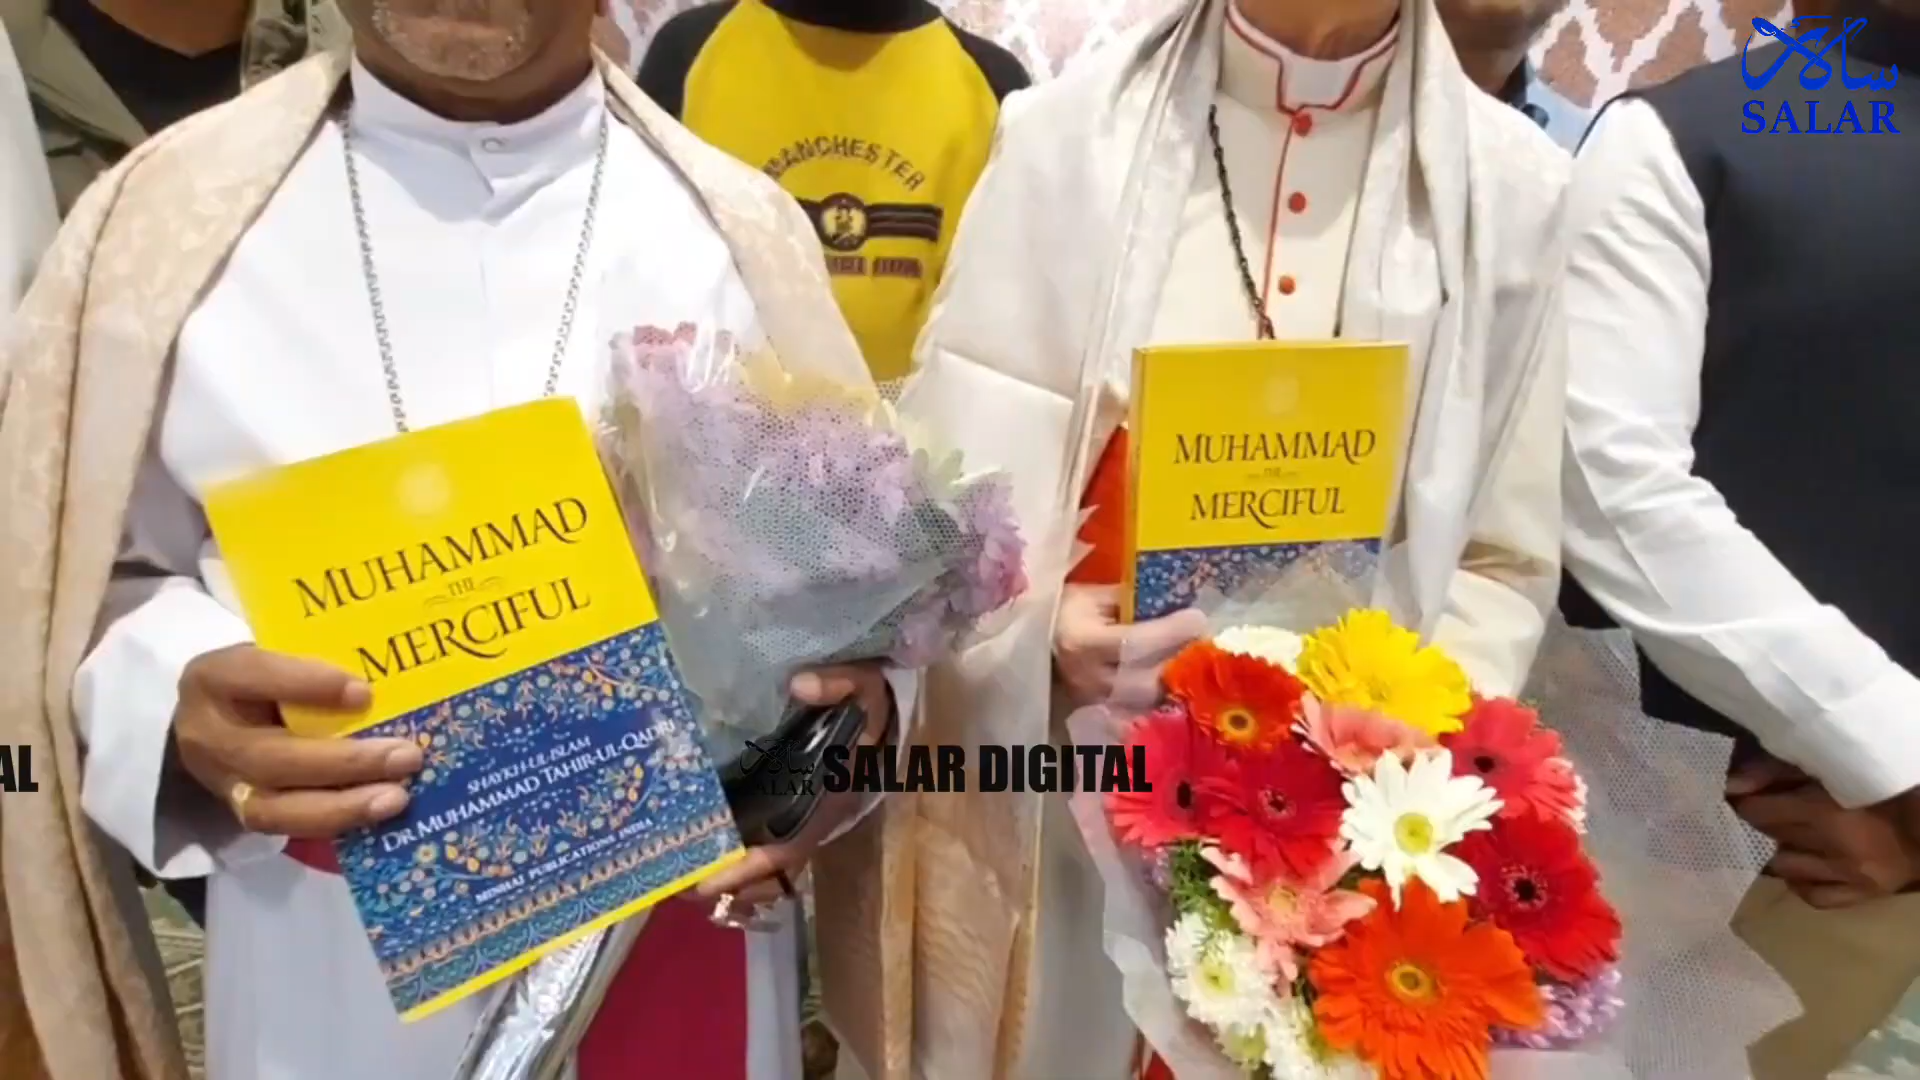 سالار
SALAR
MANCHESTER
MUHAMMAD
THE
MERCIFUL
MUHAMMAD
THE
MERCIFUL
SHAYKH-UL-ISLAM
DR MUHAMMAD TAHIR-UL-QADRI
MINHAJ PUBLICATIONS INDIA
AL
سالار
SALAR
SALAR DIGITAL